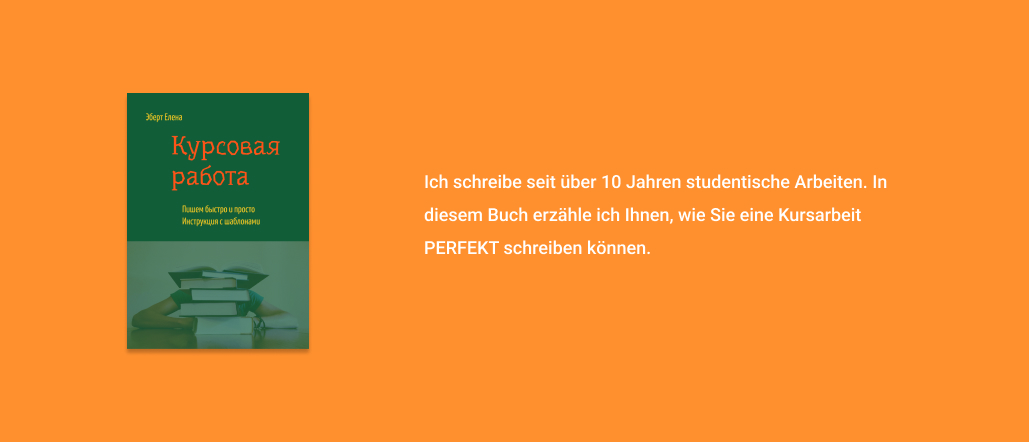 Эберт Елена
Курсовая
работа
Пишем быстро и просто
Инструкция с шаблонами
Ich schreibe seit über 10 Jahren studentische Arbeiten. In
diesem Buch erzähle ich Ihnen, wie Sie eine Kursarbeit
PERFEKT schreiben können.